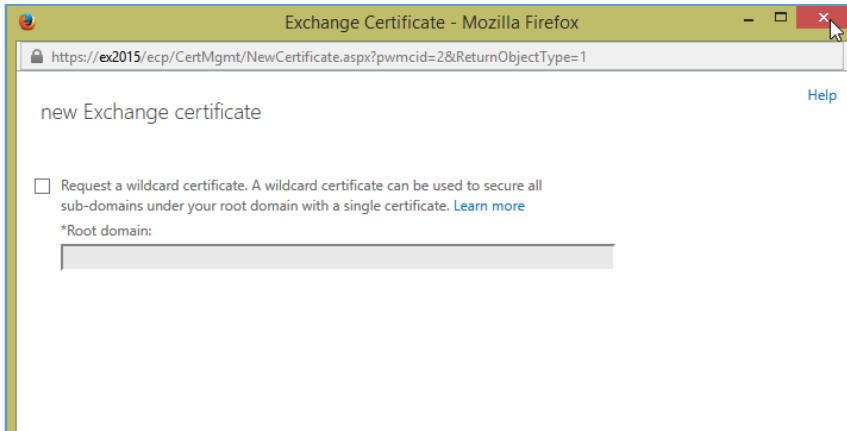 Exchange Certificate - Mozilla Firefox
https://ex2015/ecp/CertMgmt/NewCertificate.aspx?pwmcid=2&ReturnObjectType=1
Help
new Exchange certificate
Request a wildcard certificate. A wildcard certificate can be used to secure all
sub-domains under your root domain with a single certificate. Learn more
*Root domain: